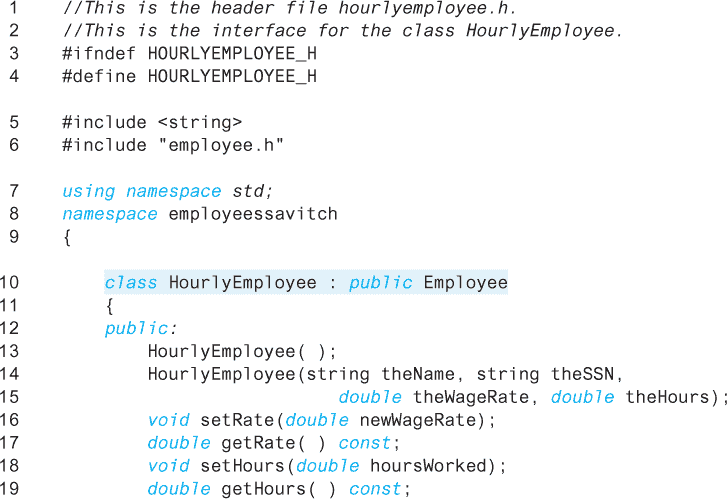 1 //This is the header file hourlyemployee.h.
2 //This is the interface for the class HourlyEmployee.
3 #ifndef HOURLYEMPLOYEE_H
4 #define HOURLYEMPLOYEE_H
5 #include <string>
6 #include "employee.h"
7 using namespace std;
8 namespace employeessavitch
9 {
10 class HourlyEmployee : public Employee
11 {
12 public:
13 HourlyEmployee( );
14 HourlyEmployee(string theName, string theSSN,
15 double theWageRate, double theHours);
16 void setRate(double newWageRate);
17 double getRate( ) const;
18 void setHours(double hoursWorked);
19 double getHours( ) const;